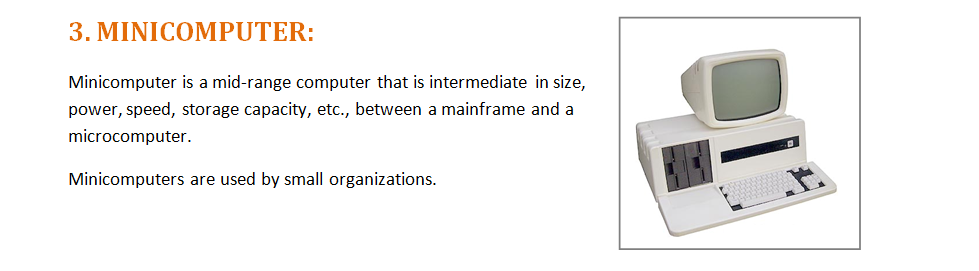 3. MINICOMPUTER:
Minicomputer is a mid-range computer that is intermediate in size,
power, speed, storage capacity, etc., between a mainframe and a
microcomputer.
Minicomputers are used by small organizations.